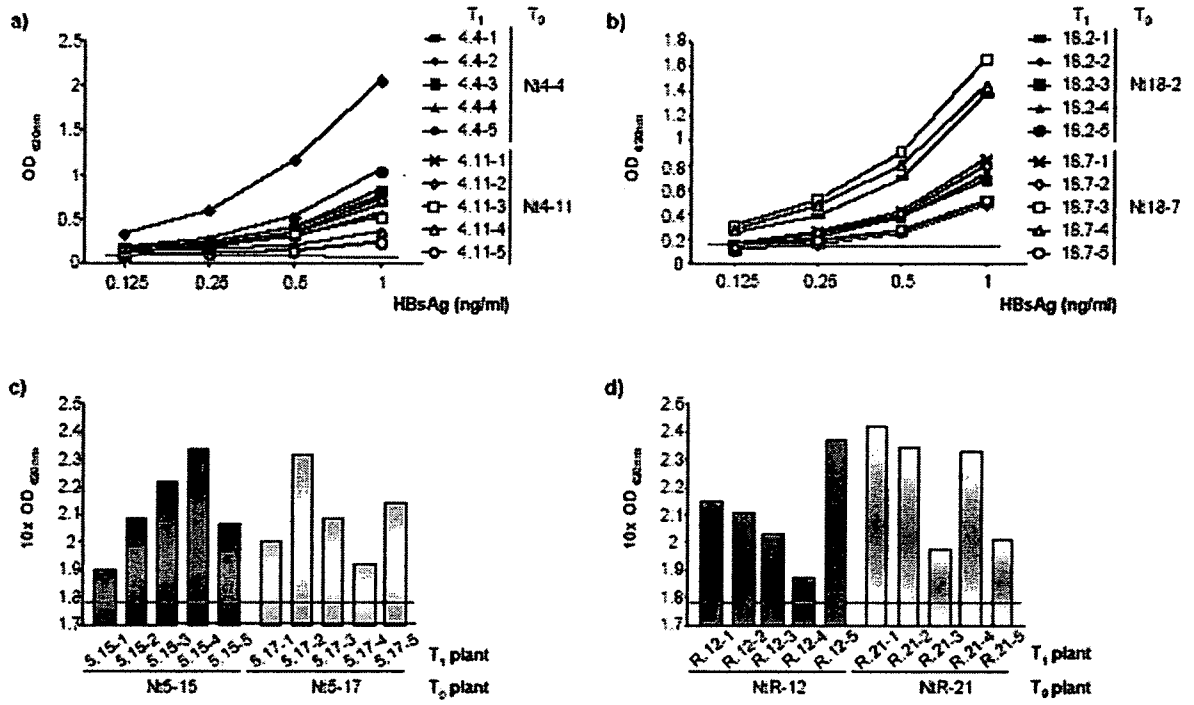 a)
T1 T0
2.5
2
1.5
1
0.5
0
OD 420nm
0.125 0.25 0.5 1
HBsAg (ng/ml)
4.4-1
4.4-2
4.4-3
4.4-4
4.4-5
Nt4-4
4.11-1
4.11-2
4.11-3
4.11-4
4.11-5
Nt4-11
b)
T1 T0
1.8
1.6
1.4
1.2
1
0.8
0.6
0.4
0.2
0
OD 420nm
0.125 0.25 0.5 1
HBsAg (ng/ml)
18.2-1
18.2-2
18.2-3
18.2-4
18.2-5
Nt18-2
18.7-1
18.7-2
18.7-3
18.7-4
18.7-5
Nt18-7
c)
2.5
2.4
2.3
2.2
2.1
2
1.9
1.8
1.7
10x OD 420nm
5.15-1 5.15-2 5.15-3 5.15-4 5.15-5 5.17-1 5.17-2 5.17-3 5.17-4 5.17-5 T1 plant
Nt5-15 Nt5-17 T0 plant
d)
2.5
2.4
2.3
2.2
2.1
2
1.9
1.8
1.7
10x OD 420nm
R.12-1 R.12-2 R.12-3 R.12-4 R.12-5 R.21-1 R.21-2 R.21-3 R.21-4 R.21-5 T1 plant
NtR-12 NtR-21 T0 plant